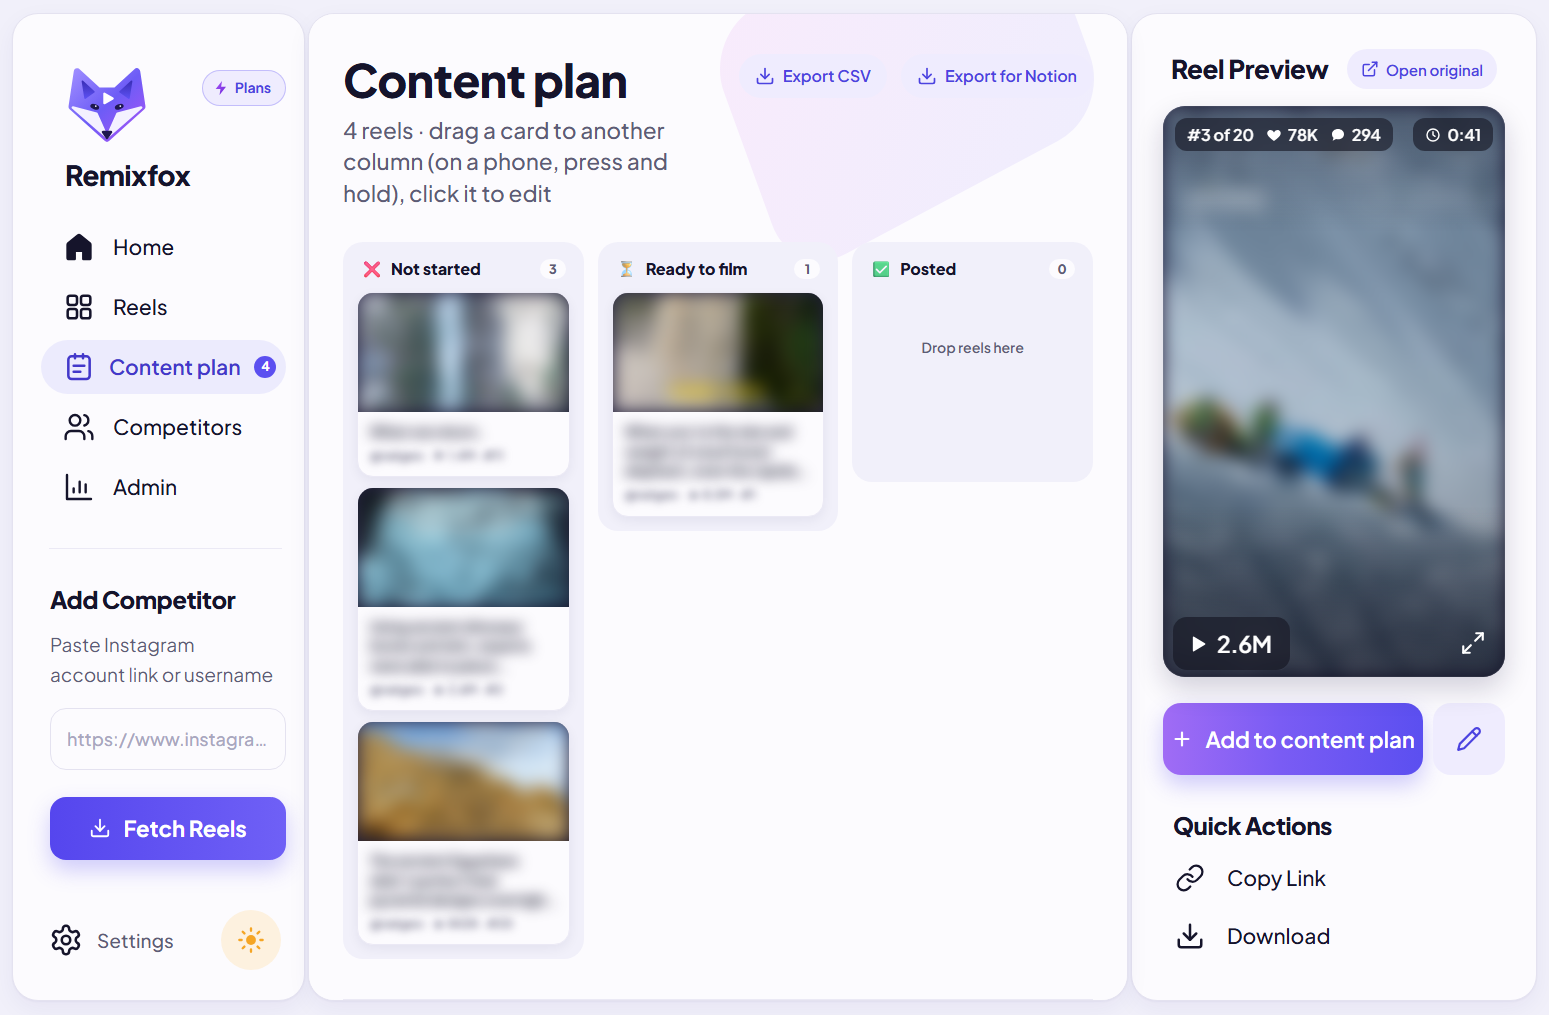 Plans
Remixfox
Home
Reels
Content plan 4
Competitors
Admin
Add Competitor
Paste Instagram
account link or username
https://www.instagra...
Fetch Reels
Settings
Content plan
Export CSV
Export for Notion
4 reels · drag a card to another
column (on a phone, press and
hold), click it to edit
Not started 3
Ready to film 1
Posted 0
Drop reels here
Reel Preview
Open original
#3 of 20 78K 294 0:41
2.6M
Add to content plan
Quick Actions
Copy Link
Download